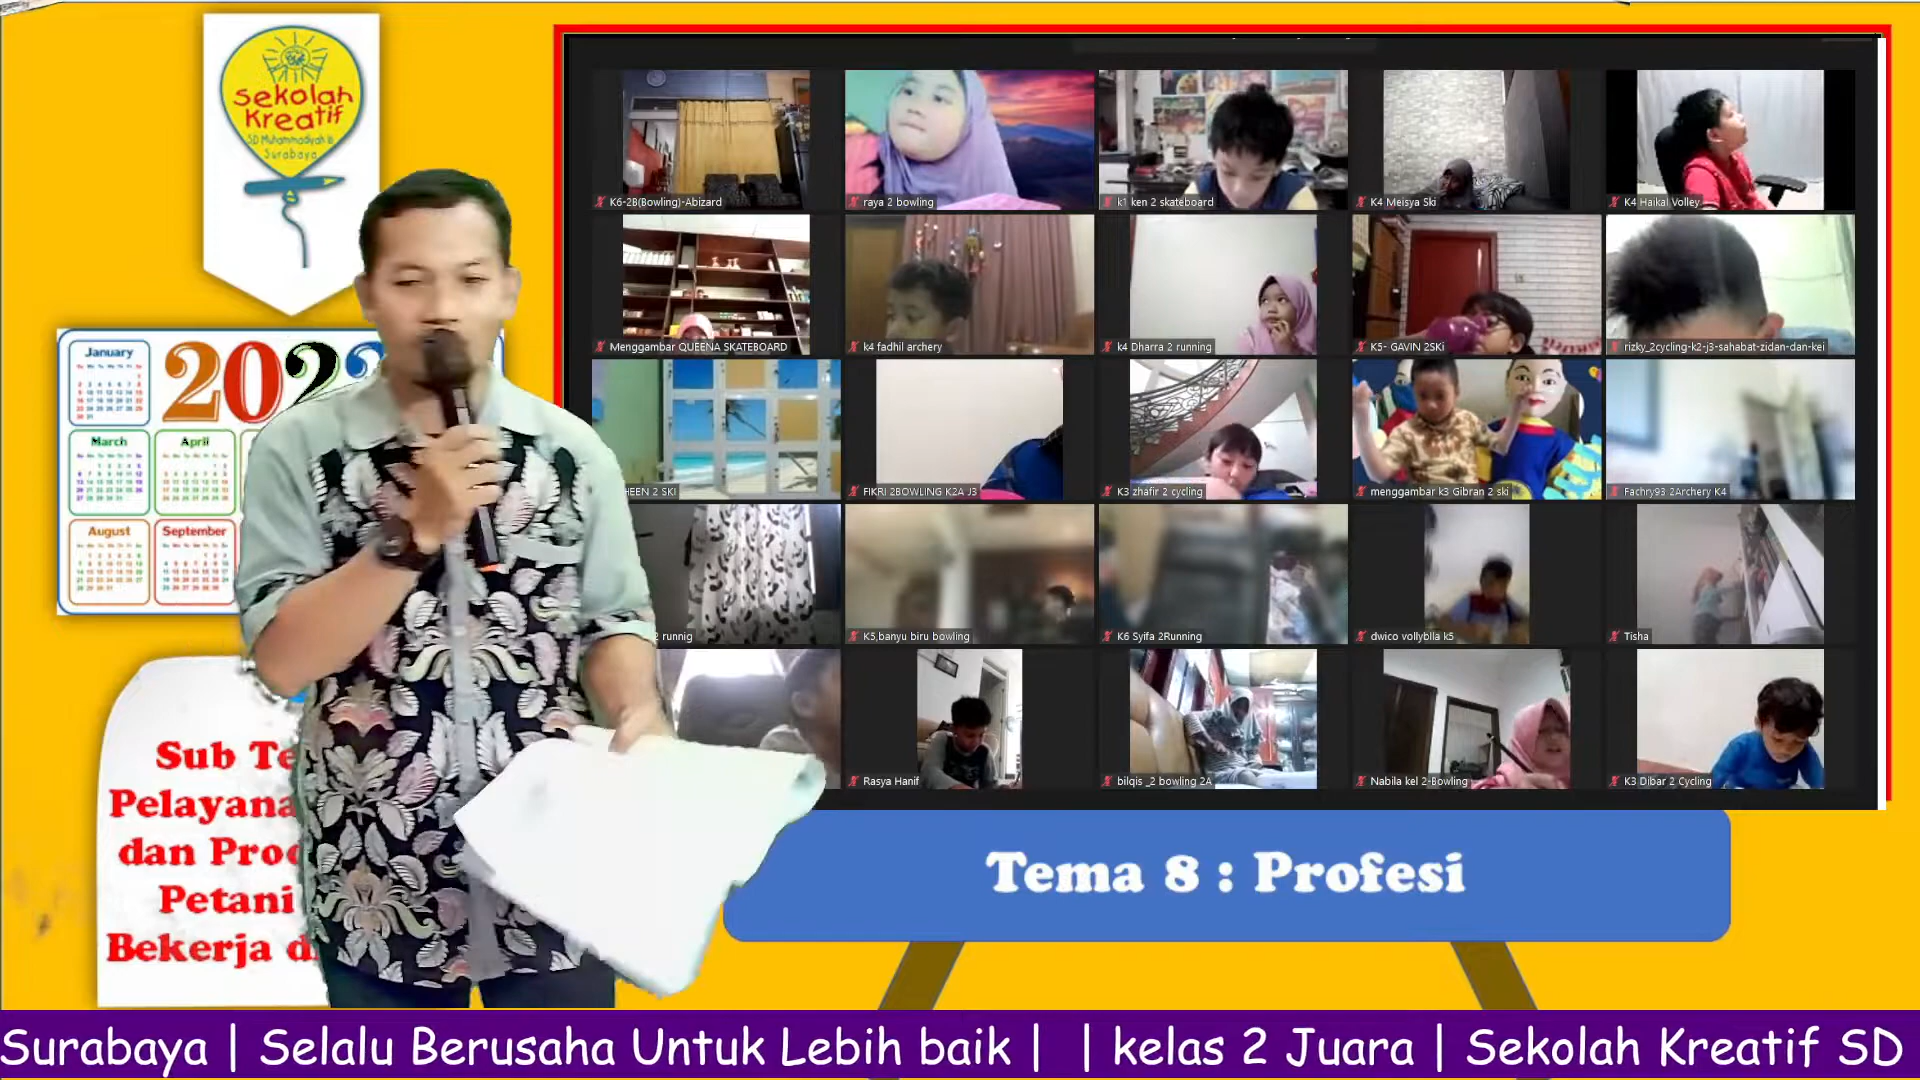 sekolah
Kreatif
SD Muhammadiyah 16
Surabaya
January
202
March
April
August
September
Sub Te
Pelayana
dan Pro
Petani
Bekerja d
K6-2B(Bowling)-Abizard
raya 2 bowling
k1 ken 2 skateboard
K4 Meisya Ski
K4 Haikal Volley
Menggambar QUEENA SKATEBOARD
k4 fadhil archery
k4 Dharra 2 running
K5- GAVIN 2SKi
rizky_2cycling-k2-j3-sahabat-zidan-dan-kei
HEEN 2 SKI
FIKRI 2BOWLING K2A J3
K3 zhafir 2 cycling
menggambar k3 Gibran 2 ski
Fachry93 2Archery K4
2 runnig
K5,banyu biru bowling
K6 Syifa 2Running
dwico vollyblla k5
Tisha
Rasya Hanif
bilqis _2 bowling 2A
Nabila kel 2-Bowling
K3 Dibar 2 Cycling
Tema 8 : Profesi
Surabaya | Selalu Berusaha Untuk Lebih baik | | kelas 2 Juara | Sekolah Kreatif SD